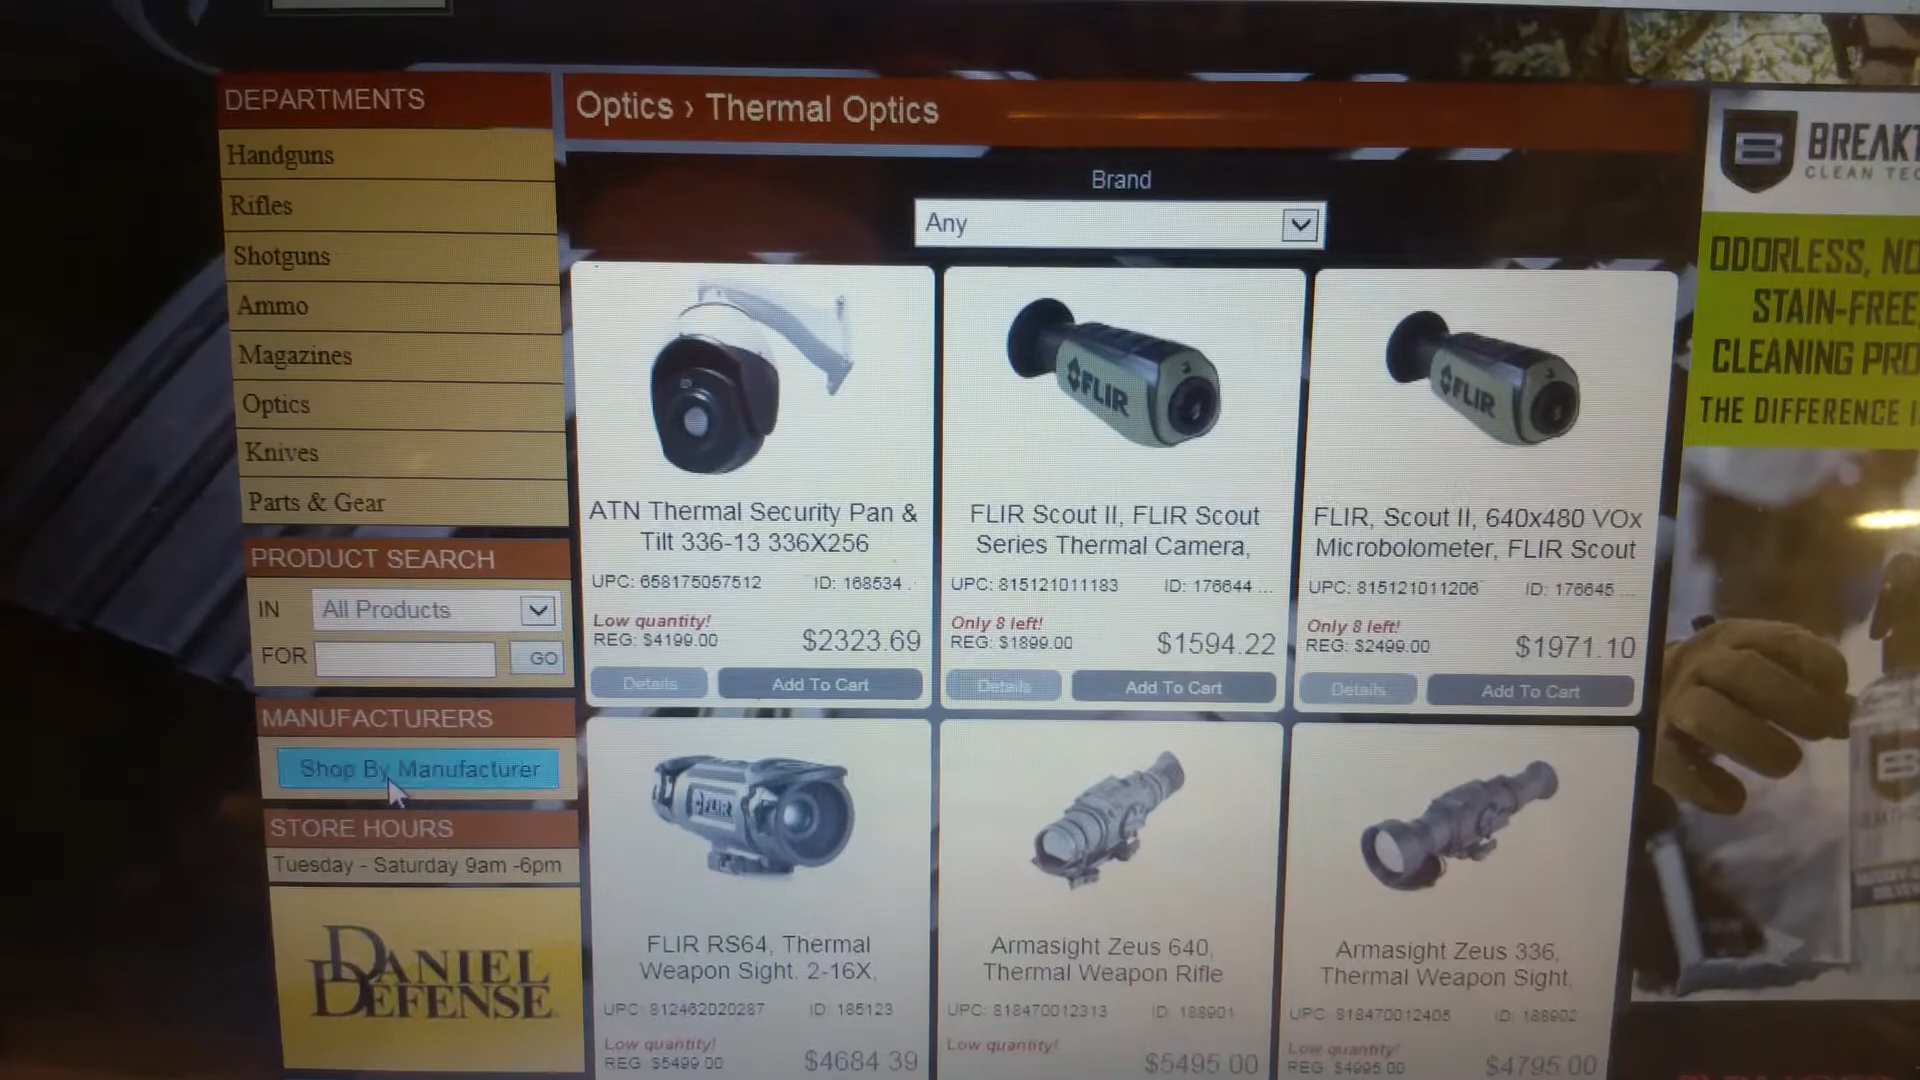 DEPARTMENTS
Handguns
Rifles
Shotguns
Ammo
Magazines
Optics
Knives
Parts & Gear
PRODUCT SEARCH
IN All Products
FOR GO
MANUFACTURERS
Shop By Manufacturer
STORE HOURS
Tuesday - Saturday 9am -6pm
DANIEL
DEFENSE
Optics › Thermal Optics
Brand
Any
FLIR
ATN Thermal Security Pan &
Tilt 336-13 336X256
UPC: 658175057512 ID: 168534
Low quantity!
REG: $4199.00 $2323.69
Details Add To Cart
FLIR
FLIR Scout II, FLIR Scout
Series Thermal Camera,
UPC: 815121011183 ID: 176644 ...
Only 8 left!
REG: $1899.00 $1594.22
Details Add To Cart
FLIR, Scout II, 640x480 VOx
Microbolometer, FLIR Scout
UPC: 815121011206 ID: 176645 ...
Only 8 left!
REG: $2499.00 $1971.10
Details Add To Cart
FLIR
FLIR RS64, Thermal
Weapon Sight, 2-16X,
UPC: 812462020287 ID: 185123
Low quantity!
REG: $5499.00 $4684.39
Armasight Zeus 640,
Thermal Weapon Rifle
UPC: 818470012313 ID: 188901
Low quantity!
$5495.00
Armasight Zeus 336,
Thermal Weapon Sight,
UPC: 818470012405 ID: 188902
Low quantity!
REG: $4995.00 $4795.00
B BREAKT
CLEAN TEC
ODORLESS, NO
STAIN-FREE,
CLEANING PRO
THE DIFFERENCE I